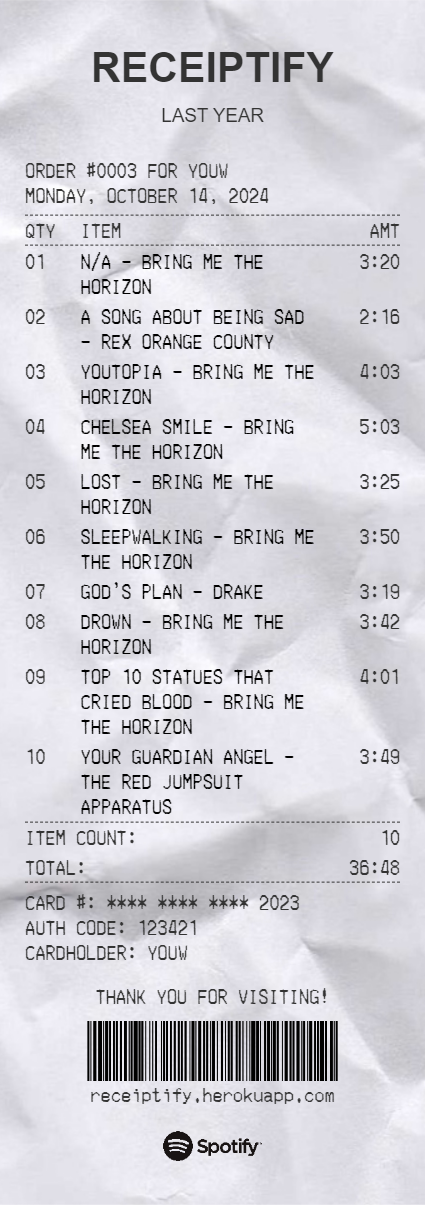 RECEIPTIFY
LAST YEAR
ORDER #0003 FOR YOUW
MONDAY, OCTOBER 14, 2024
QTY ITEM AMT
01 N/A - BRING ME THE 3:20
HORIZON
02 A SONG ABOUT BEING SAD 2:16
- REX ORANGE COUNTY
03 YOUTOPIA - BRING ME THE 4:03
HORIZON
04 CHELSEA SMILE - BRING 5:03
ME THE HORIZON
05 LOST - BRING ME THE 3:25
HORIZON
06 SLEEPWALKING - BRING ME 3:50
THE HORIZON
07 GOD'S PLAN - DRAKE 3:19
08 DROWN - BRING ME THE 3:42
HORIZON
09 TOP 10 STATUES THAT 4:01
CRIED BLOOD - BRING ME
THE HORIZON
10 YOUR GUARDIAN ANGEL - 3:49
THE RED JUMPSUIT
APPARATUS
ITEM COUNT: 10
TOTAL: 36:48
CARD #: **** **** **** 2023
AUTH CODE: 123421
CARDHOLDER: YOUW
THANK YOU FOR VISITING!
receiptify.herokuapp.com
Spotify